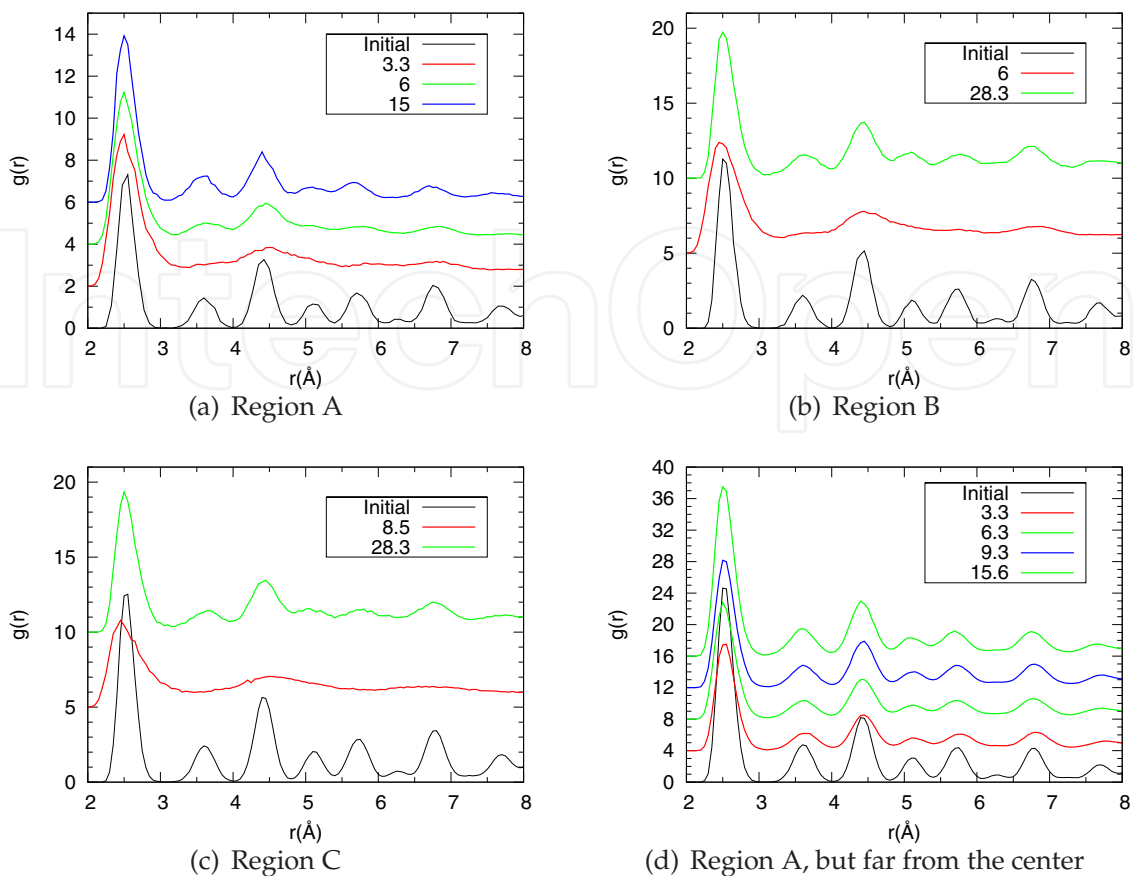 14
12
10
8
6
4
2
0
g(r)
Initial
3.3
6
15
2 3 4 5 6 7 8
r(Å)
(a) Region A
20
15
10
5
0
g(r)
Initial
6
28.3
2 3 4 5 6 7 8
r(Å)
(b) Region B
20
15
10
5
0
g(r)
Initial
8.5
28.3
2 3 4 5 6 7 8
r(Å)
(c) Region C
40
36
32
28
24
20
16
12
8
4
0
g(r)
Initial
3.3
6.3
9.3
15.6
2 3 4 5 6 7 8
r(Å)
(d) Region A, but far from the center
IntechOpen